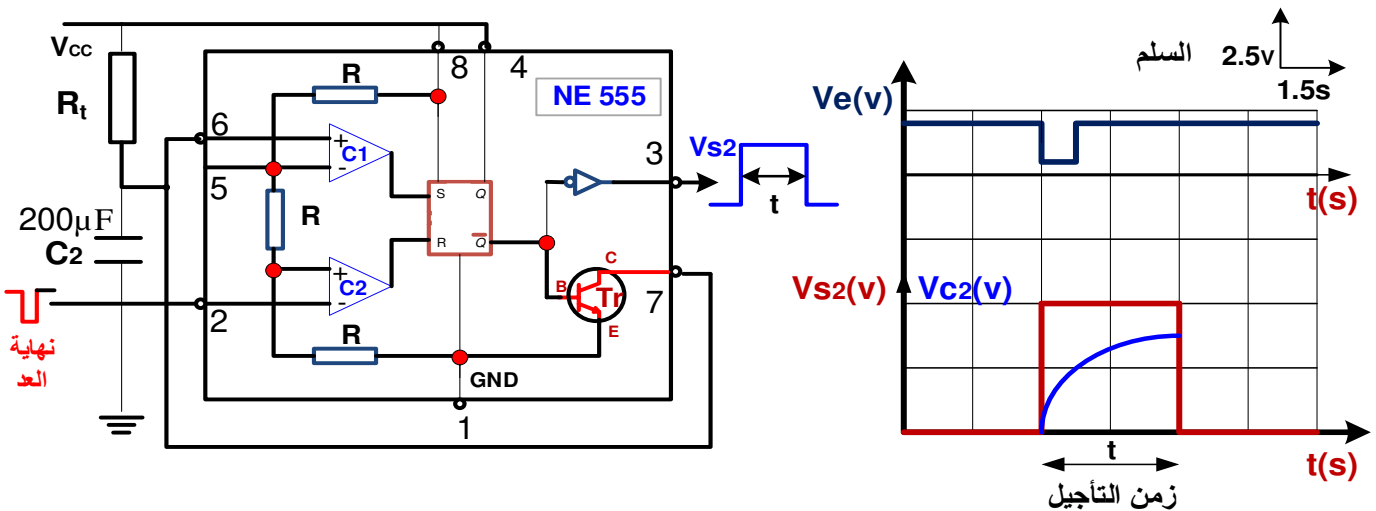 Vcc
Rt
200μF
C2
نهاية
العد
6
5
2
R
R
R
8
4
NE 555
+
C1
-
+
C2
-
S
Q
R
Q̅
3
7
C
B
Tr
E
GND
1
Vs2
t
السلم
2.5v
1.5s
Ve(v)
t(s)
Vs2(v)
Vc2(v)
t
t(s)
زمن التأجيل